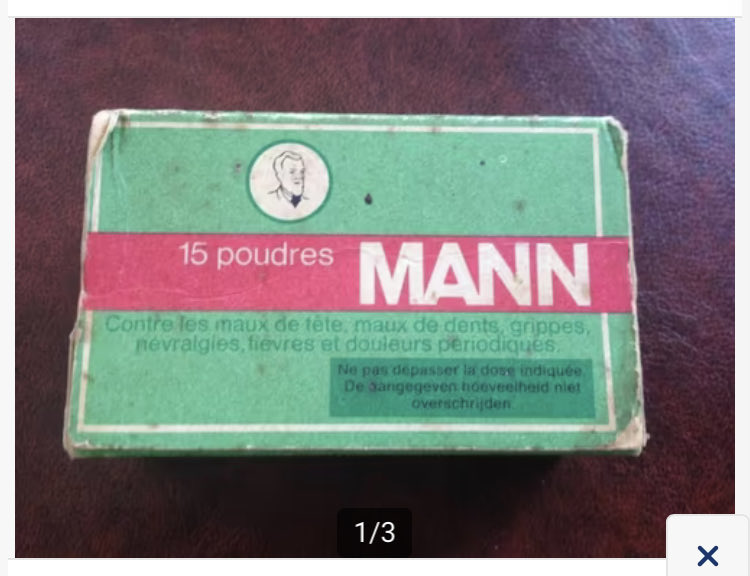 15 poudres MANN
Contre les maux de tête, maux de dents, grippes,
névralgies, fièvres et douleurs périodiques.
Ne pas dépasser la dose indiquée.
De aangegeven hoeveelheid niet
overschrijden
1/3